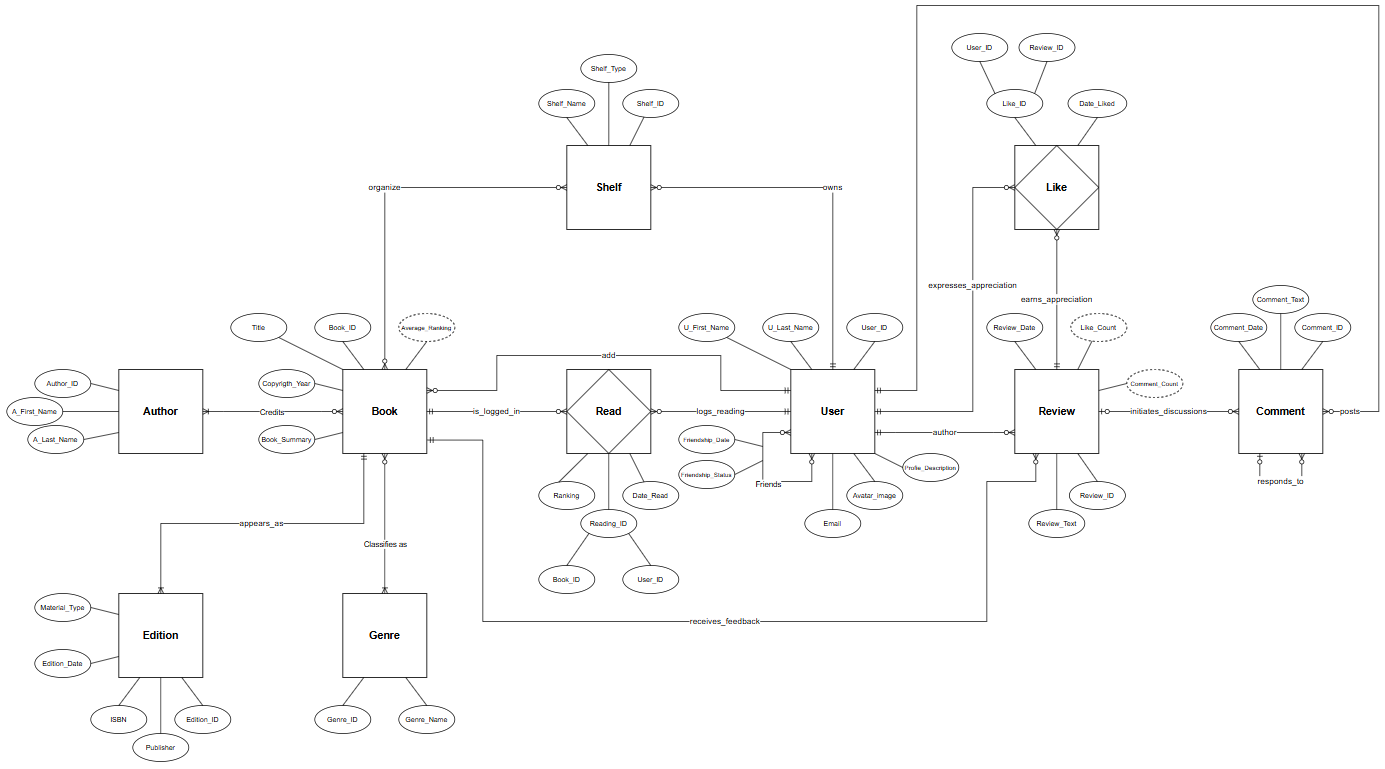 User_ID
Review_ID
Shelf_Type
Shelf_Name
Shelf_ID
Like_ID
Date_Liked
organize
Shelf
owns
Like
expresses_appreciation
earns_appreciation
Comment_Text
Title
Book_ID
Average_Ranking
U_First_Name
U_Last_Name
User_ID
Review_Date
Like_Count
Comment_Date
Comment_ID
add
Author_ID
Copyrigth_Year
Comment_Count
A_First_Name
Author
Credits
Book
is_logged_in
Read
logs_reading
User
Review
initiates_discussions
Comment
posts
A_Last_Name
Book_Summary
Friendship_Date
author
Friendship_Status
Profile_Description
Friends
responds_to
Ranking
Date_Read
Avatar_image
Review_ID
appears_as
Reading_ID
Email
Review_Text
Classifies as
Book_ID
User_ID
Material_Type
receives_feedback
Edition
Genre
Edition_Date
ISBN
Edition_ID
Genre_ID
Genre_Name
Publisher